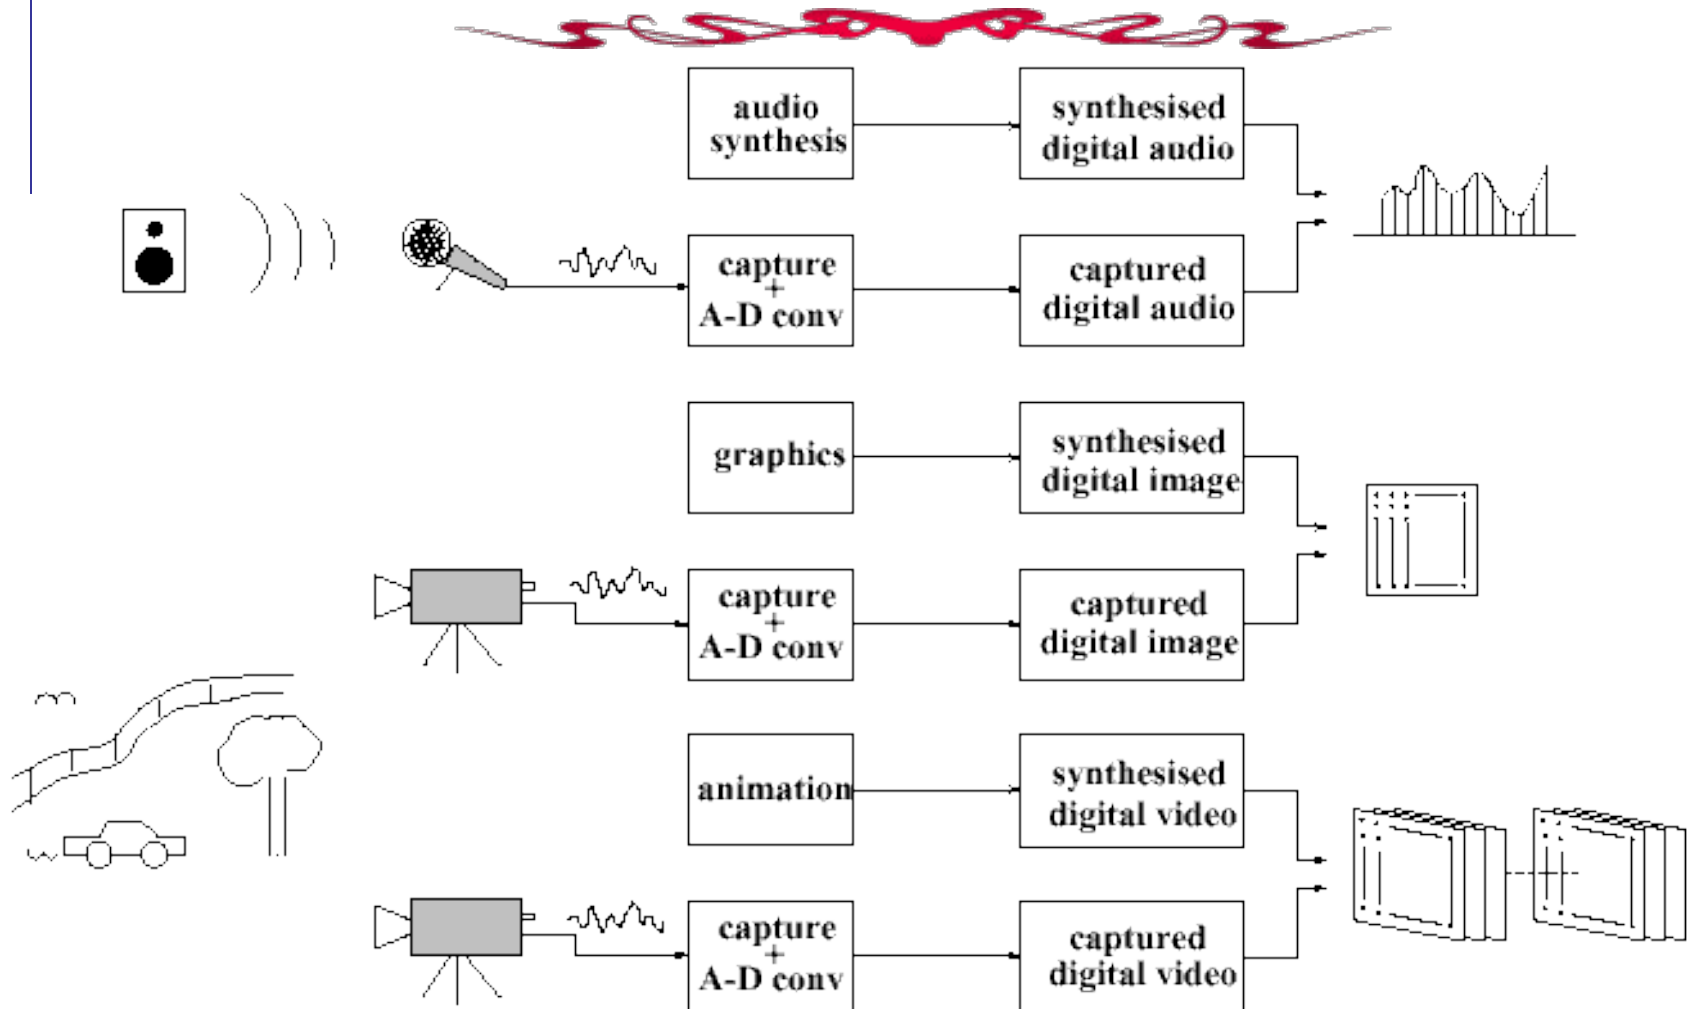 audio
synthesis
synthesised
digital audio
capture
+
A-D conv
captured
digital audio
graphics
synthesised
digital image
capture
+
A-D conv
captured
digital image
animation
synthesised
digital video
capture
+
A-D conv
captured
digital video